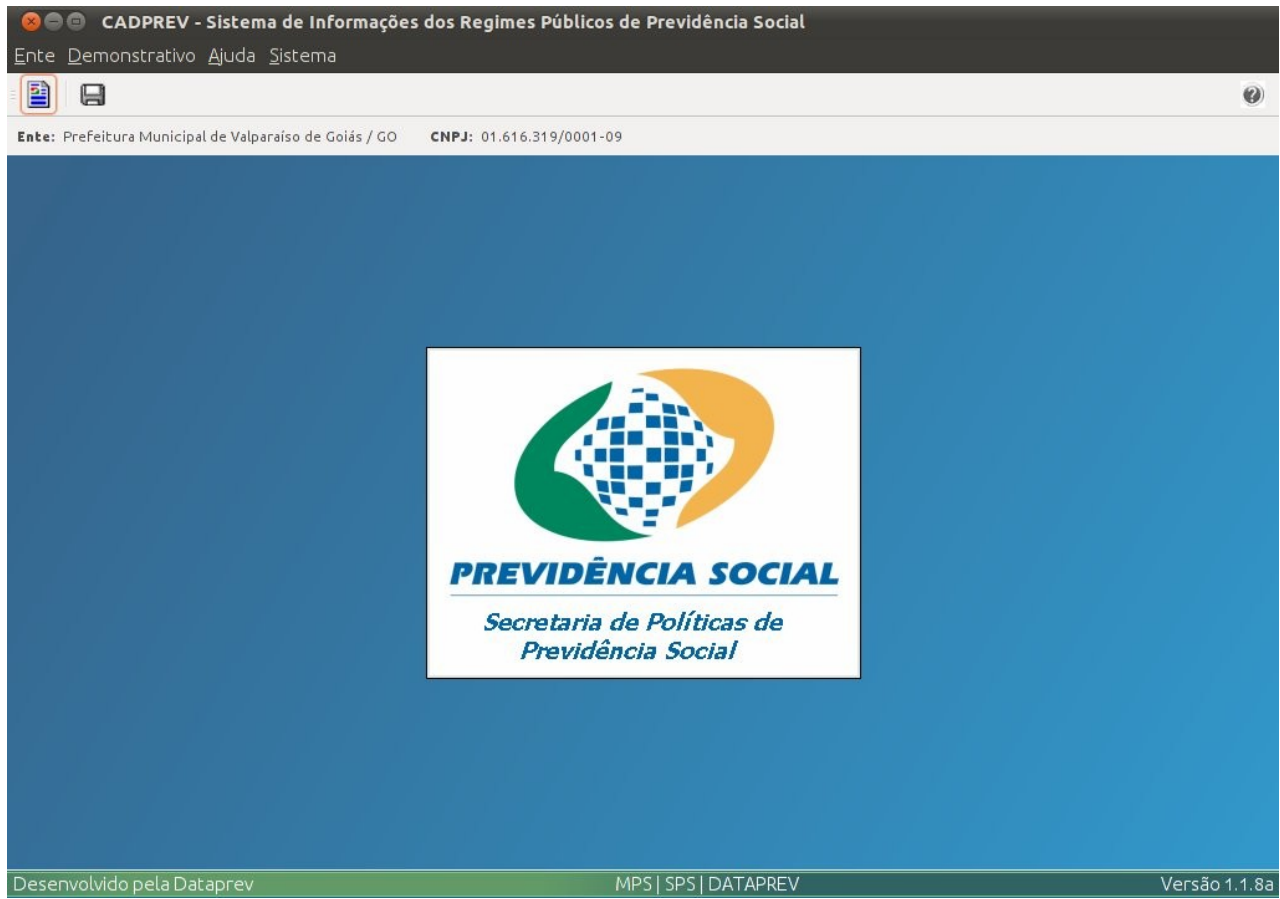 CADPREV - Sistema de Informações dos Regimes Públicos de Previdência Social
Ente Demonstrativo Ajuda Sistema
Ente: Prefeitura Municipal de Valparaíso de Goiás / GO CNPJ: 01.616.319/0001-09
PREVIDÊNCIA SOCIAL
Secretaria de Políticas de
Previdência Social
Desenvolvido pela Dataprev MPS | SPS | DATAPREV Versão 1.1.8a